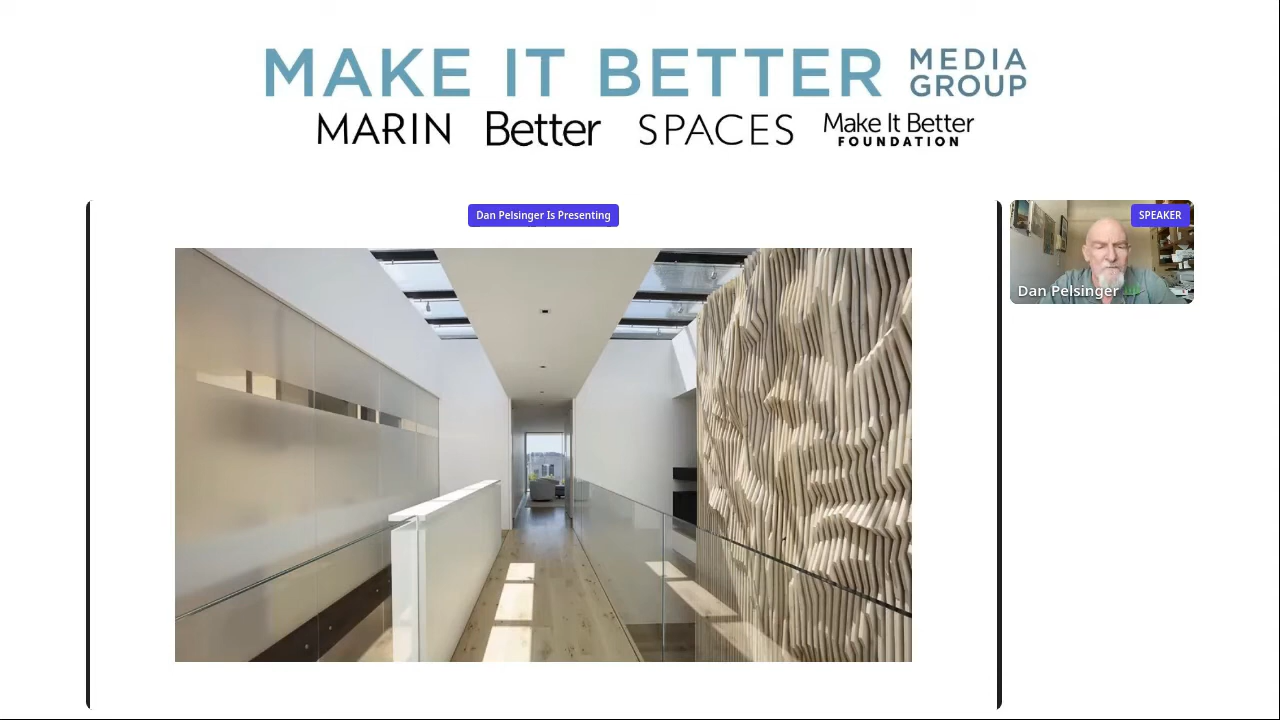 MAKE IT BETTER MEDIA GROUP
MARIN Better SPACES Make It Better FOUNDATION
Dan Pelsinger Is Presenting
SPEAKER
Dan Pelsinger